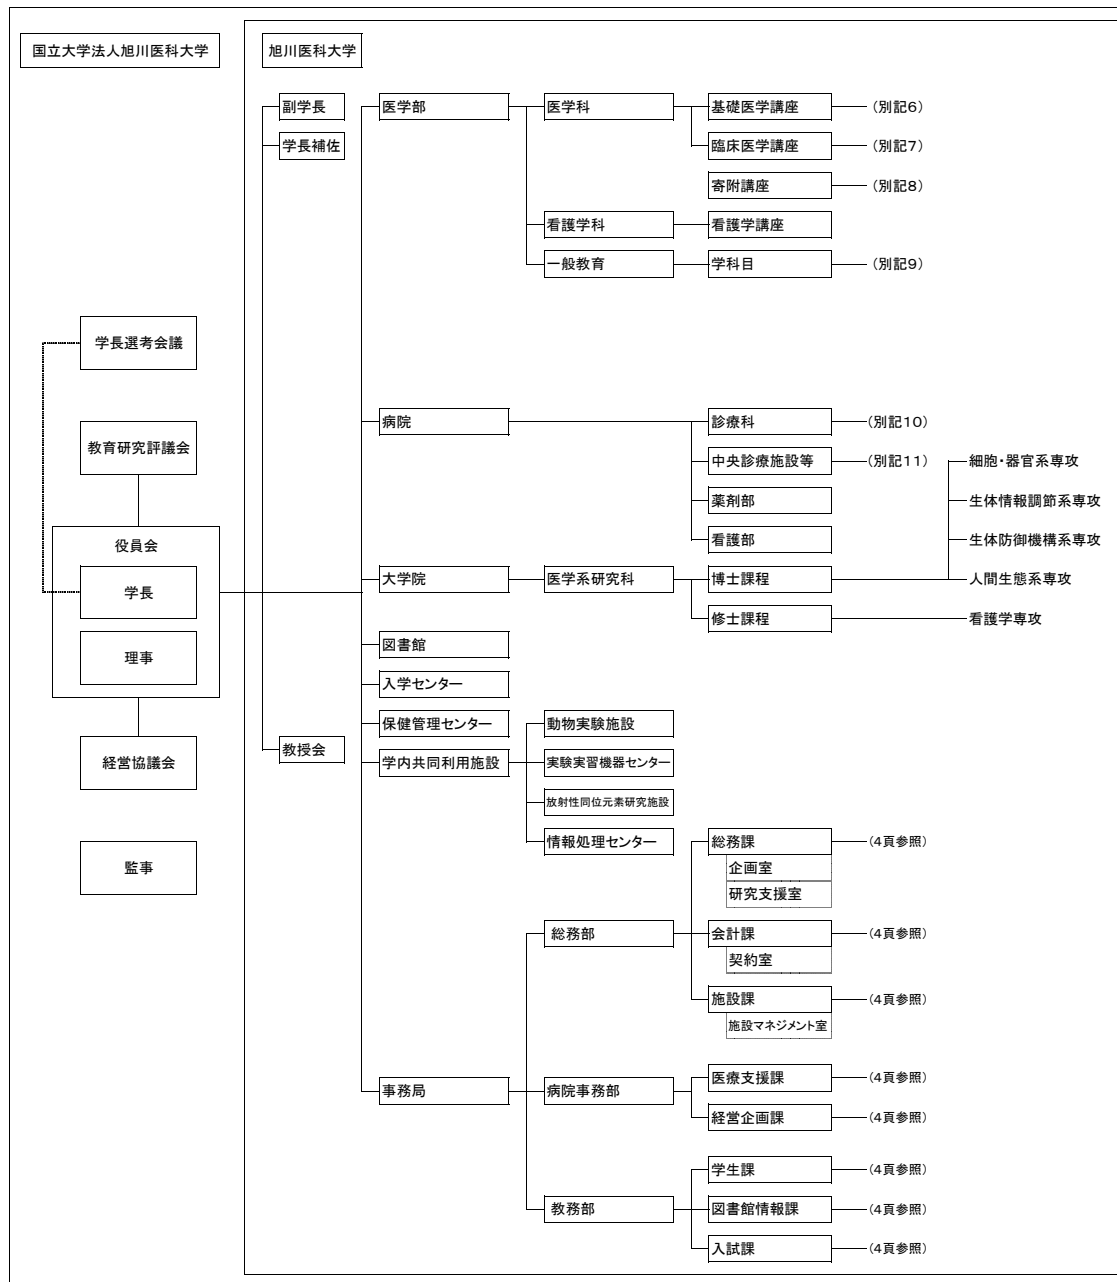 国立大学法人旭川医科大学
旭川医科大学
副学長
医学部
医学科
基礎医学講座
(別記6)
学長補佐
臨床医学講座
(別記7)
寄附講座
(別記8)
看護学科
看護学講座
一般教育
学科目
(別記9)
学長選考会議
病院
診療科
(別記10)
教育研究評議会
中央診療施設等
(別記11)
細胞・器官系専攻
薬剤部
生体情報調節系専攻
役員会
看護部
生体防御機構系専攻
学長
大学院
医学系研究科
博士課程
人間生態系専攻
修士課程
看護学専攻
理事
図書館
入学センター
保健管理センター
動物実験施設
経営協議会
教授会
学内共同利用施設
実験実習機器センター
放射性同位元素研究施設
情報処理センター
総務課
(4頁参照)
監事
企画室
研究支援室
総務部
会計課
(4頁参照)
契約室
施設課
(4頁参照)
施設マネジメント室
医療支援課
(4頁参照)
事務局
病院事務部
経営企画課
(4頁参照)
学生課
(4頁参照)
教務部
図書館情報課
(4頁参照)
入試課
(4頁参照)